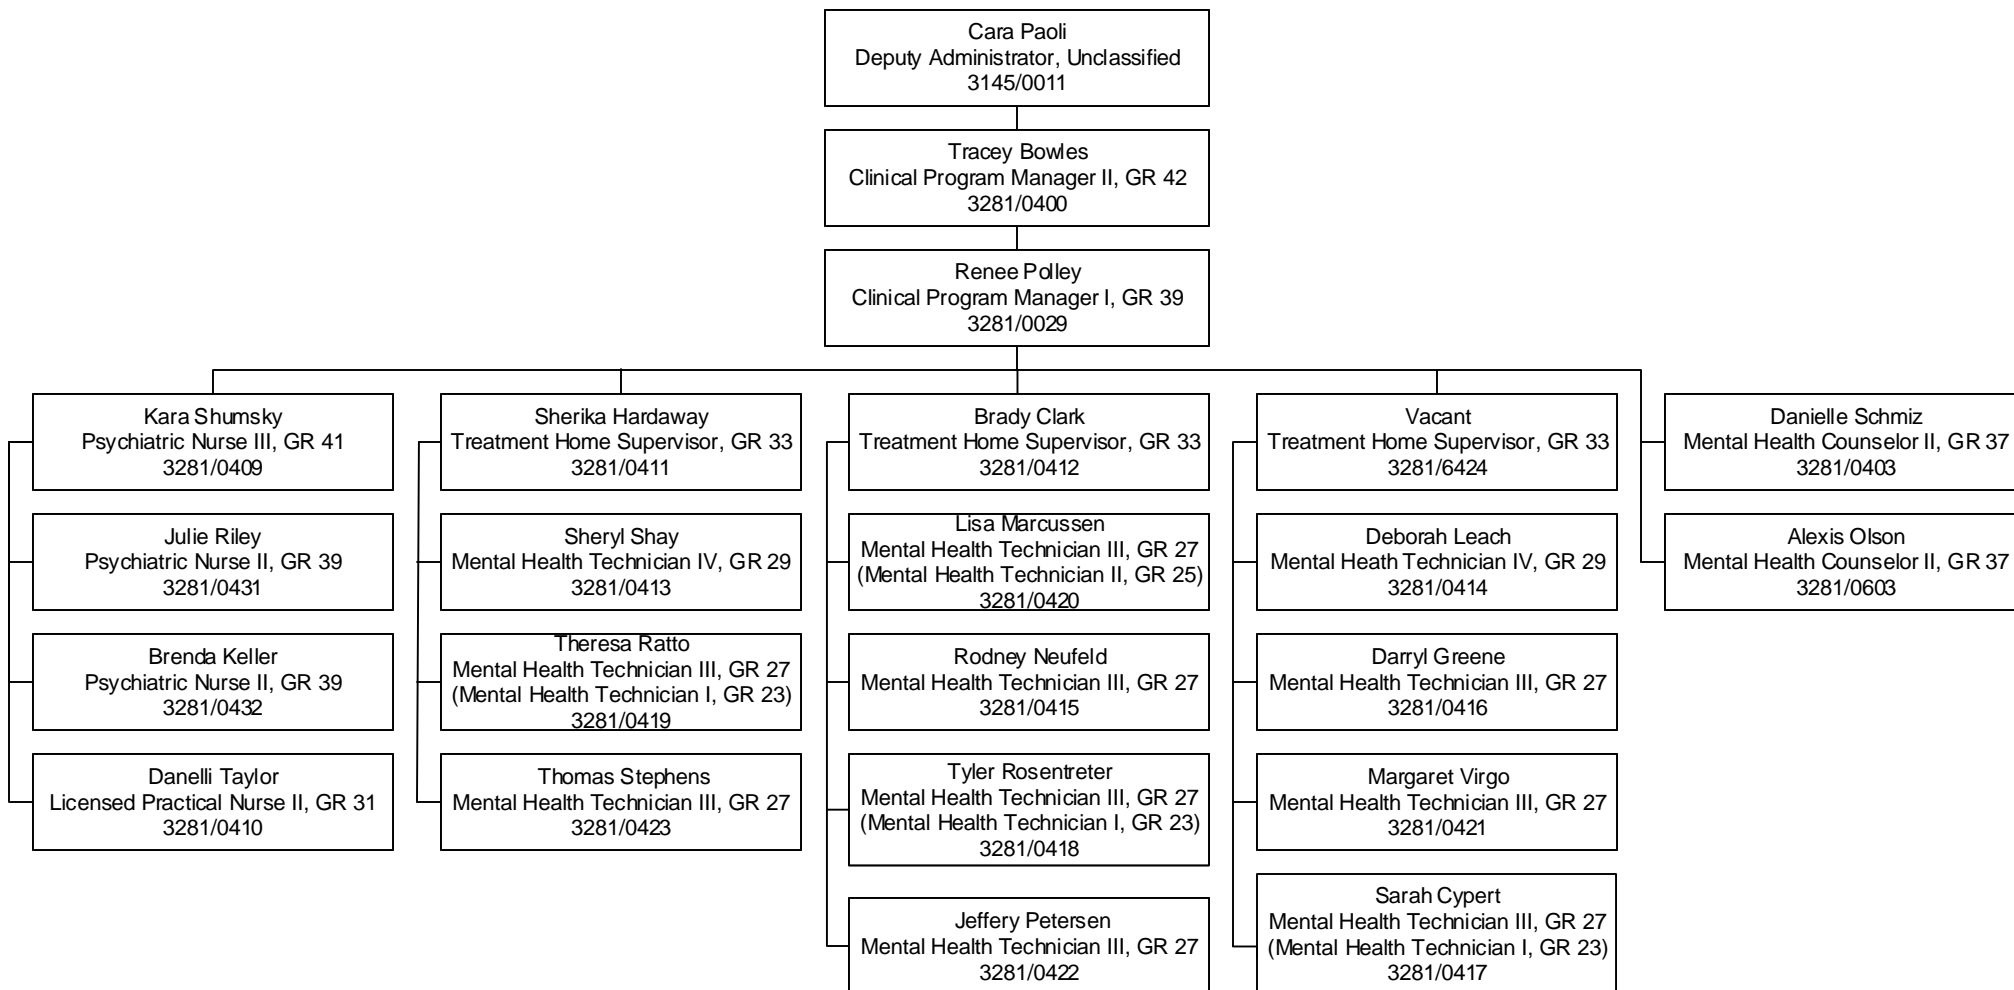 Cara Paoli
Deputy Administrator, Unclassified
3145/0011
Tracey Bowles
Clinical Program Manager II, GR 42
3281/0400
Renee Polley
Clinical Program Manager I, GR 39
3281/0029
Kara Shumsky
Psychiatric Nurse III, GR 41
3281/0409
Julie Riley
Psychiatric Nurse II, GR 39
3281/0431
Brenda Keller
Psychiatric Nurse II, GR 39
3281/0432
Danelli Taylor
Licensed Practical Nurse II, GR 31
3281/0410
Sherika Hardaway
Treatment Home Supervisor, GR 33
3281/0411
Sheryl Shay
Mental Health Technician IV, GR 29
3281/0413
Theresa Ratto
Mental Health Technician III, GR 27
(Mental Health Technician I, GR 23)
3281/0419
Thomas Stephens
Mental Health Technician III, GR 27
3281/0423
Brady Clark
Treatment Home Supervisor, GR 33
3281/0412
Lisa Marcussen
Mental Health Technician III, GR 27
(Mental Health Technician II, GR 25)
3281/0420
Rodney Neufeld
Mental Health Technician III, GR 27
3281/0415
Tyler Rosentreter
Mental Health Technician III, GR 27
(Mental Health Technician I, GR 23)
3281/0418
Jeffery Petersen
Mental Health Technician III, GR 27
3281/0422
Vacant
Treatment Home Supervisor, GR 33
3281/6424
Deborah Leach
Mental Heath Technician IV, GR 29
3281/0414
Darryl Greene
Mental Health Technician III, GR 27
3281/0416
Margaret Virgo
Mental Health Technician III, GR 27
3281/0421
Sarah Cypert
Mental Health Technician III, GR 27
(Mental Health Technician I, GR 23)
3281/0417
Danielle Schmiz
Mental Health Counselor II, GR 37
3281/0403
Alexis Olson
Mental Health Counselor II, GR 37
3281/0603